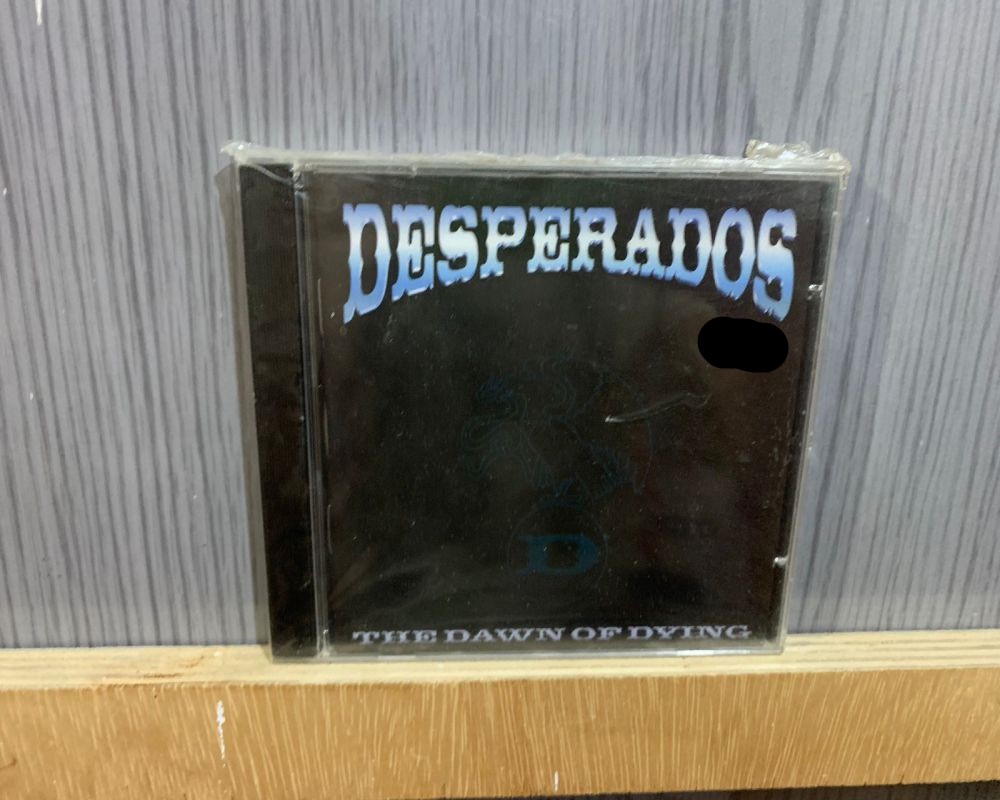 DESPERADOS
D
THE DAWN OF DYING